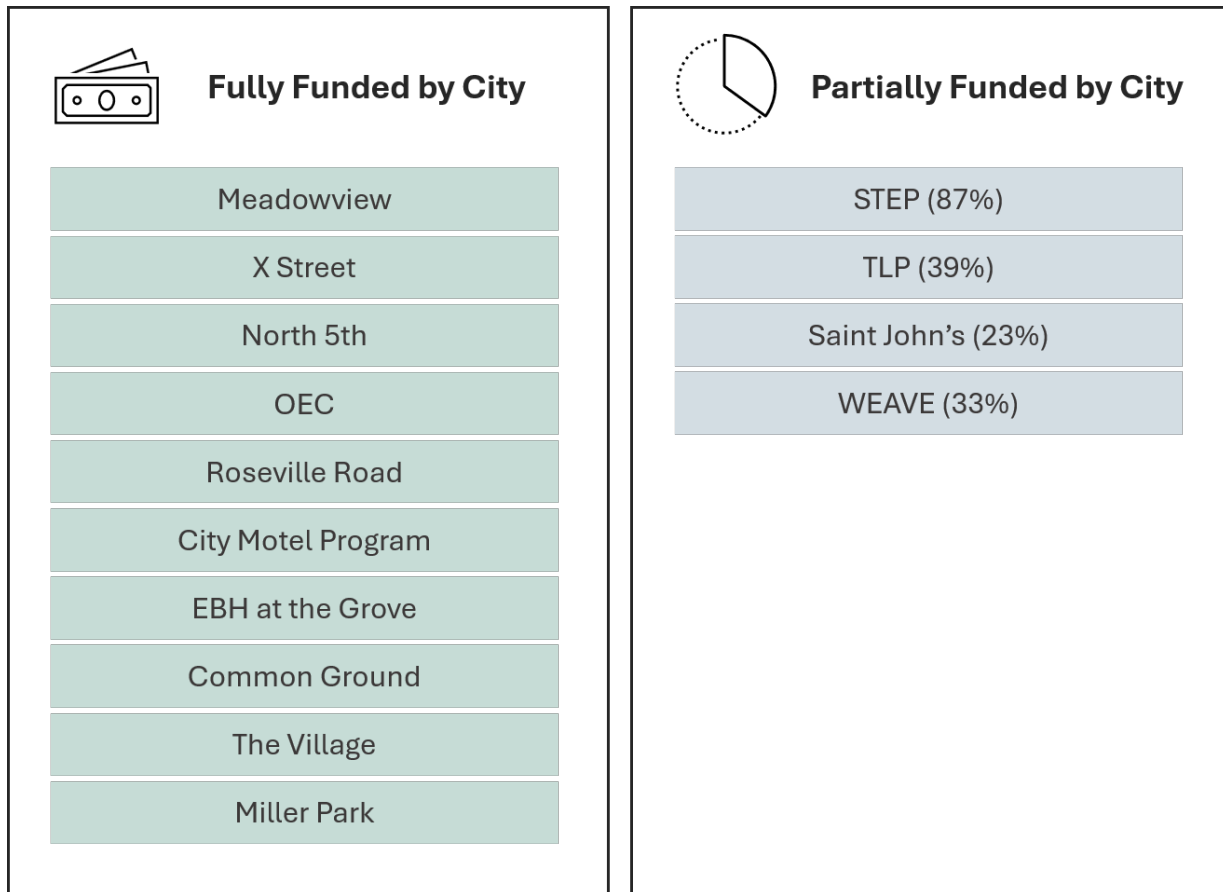 Fully Funded by City
Meadowview
X Street
North 5th
OEC
Roseville Road
City Motel Program
EBH at the Grove
Common Ground
The Village
Miller Park
Partially Funded by City
STEP (87%)
TLP (39%)
Saint John’s (23%)
WEAVE (33%)